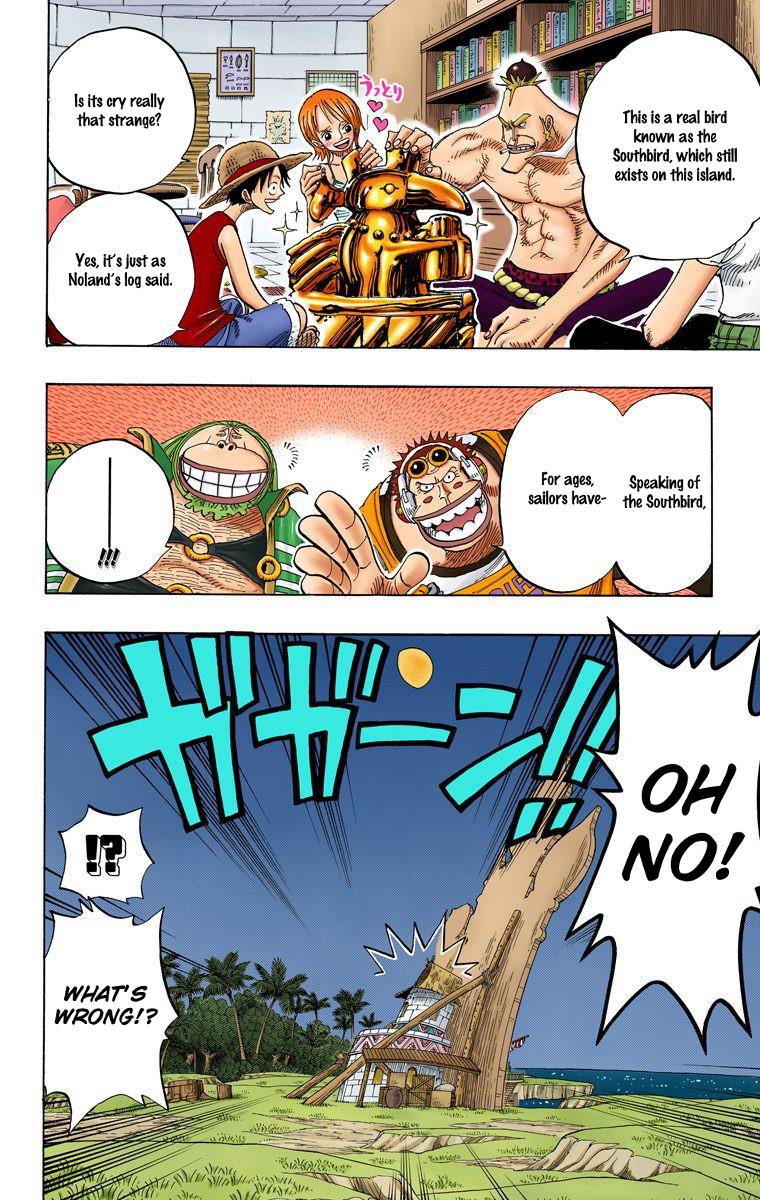 This is a real bird
known as the
Southbird, which still
exists on this island.
うっとり
Is its cry really
that strange?
Yes, it's just as
Noland's log said.
Speaking of
the Southbird,
For ages,
sailors have-
!!!
OH
NO!
ガガーン!!
!?
WHAT'S
WRONG!?